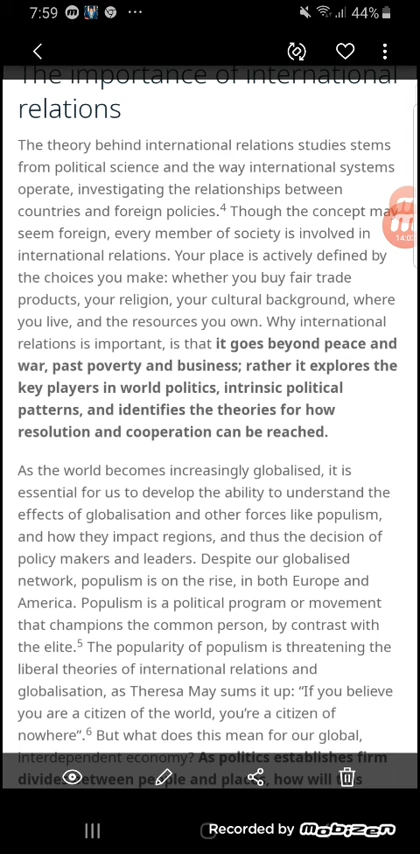 7:59
44%
The importance of international
relations
The theory behind international relations studies stems
from political science and the way international systems
operate, investigating the relationships between
countries and foreign policies.4 Though the concept may
seem foreign, every member of society is involved in
international relations. Your place is actively defined by
the choices you make: whether you buy fair trade
products, your religion, your cultural background, where
you live, and the resources you own. Why international
relations is important, is that it goes beyond peace and
war, past poverty and business; rather it explores the
key players in world politics, intrinsic political
patterns, and identifies the theories for how
resolution and cooperation can be reached.
As the world becomes increasingly globalised, it is
essential for us to develop the ability to understand the
effects of globalisation and other forces like populism,
and how they impact regions, and thus the decision of
policy makers and leaders. Despite our globalised
network, populism is on the rise, in both Europe and
America. Populism is a political program or movement
that champions the common person, by contrast with
the elite.5 The popularity of populism is threatening the
liberal theories of international relations and
globalisation, as Theresa May sums it up: “If you believe
you are a citizen of the world, you’re a citizen of
nowhere”.6 But what does this mean for our global,
interdependent economy? As politics establishes firm
divides between people and place, how will
Recorded by Mobizen